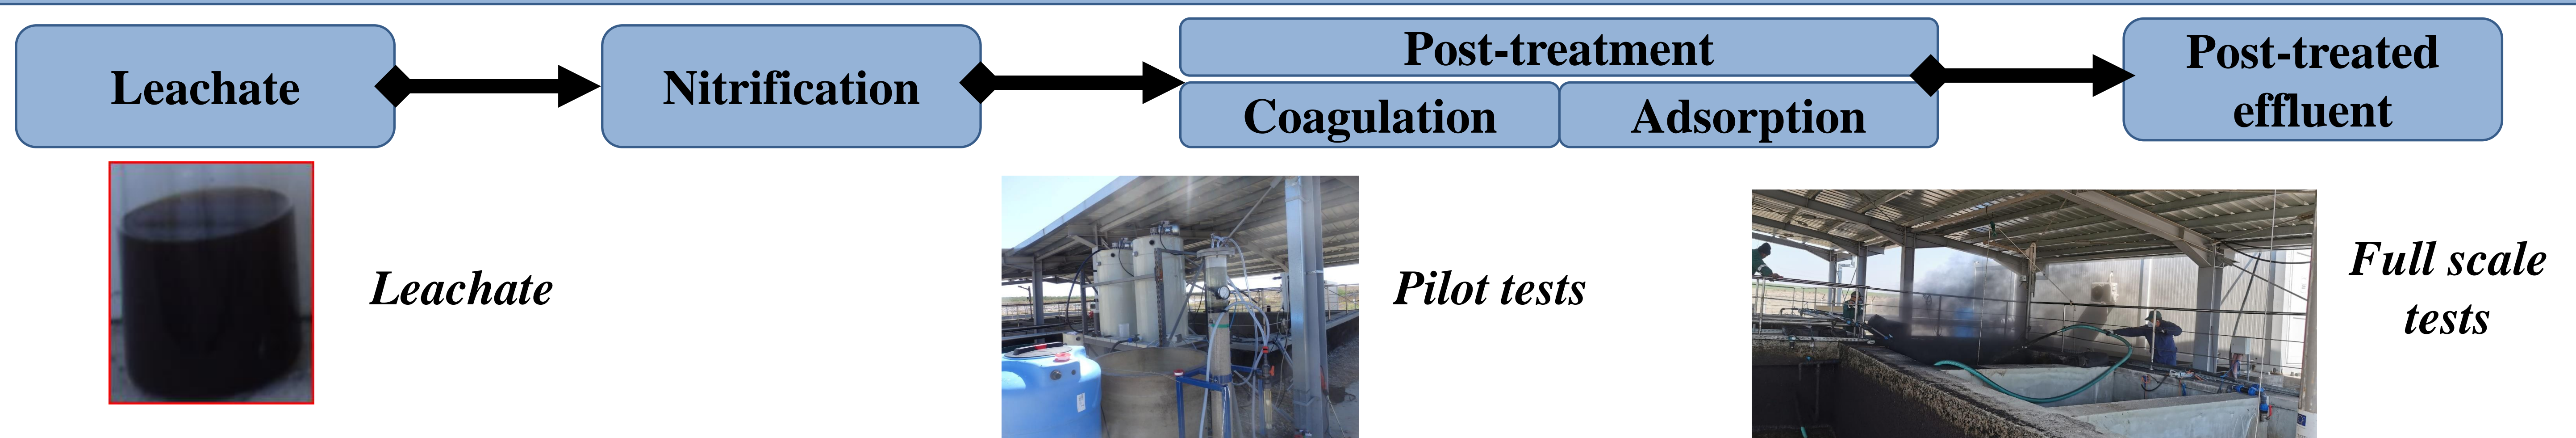 Leachate
Nitrification
Post-treatment
Coagulation
Adsorption
Post-treated
effluent
Leachate
Pilot tests
Full scale
tests